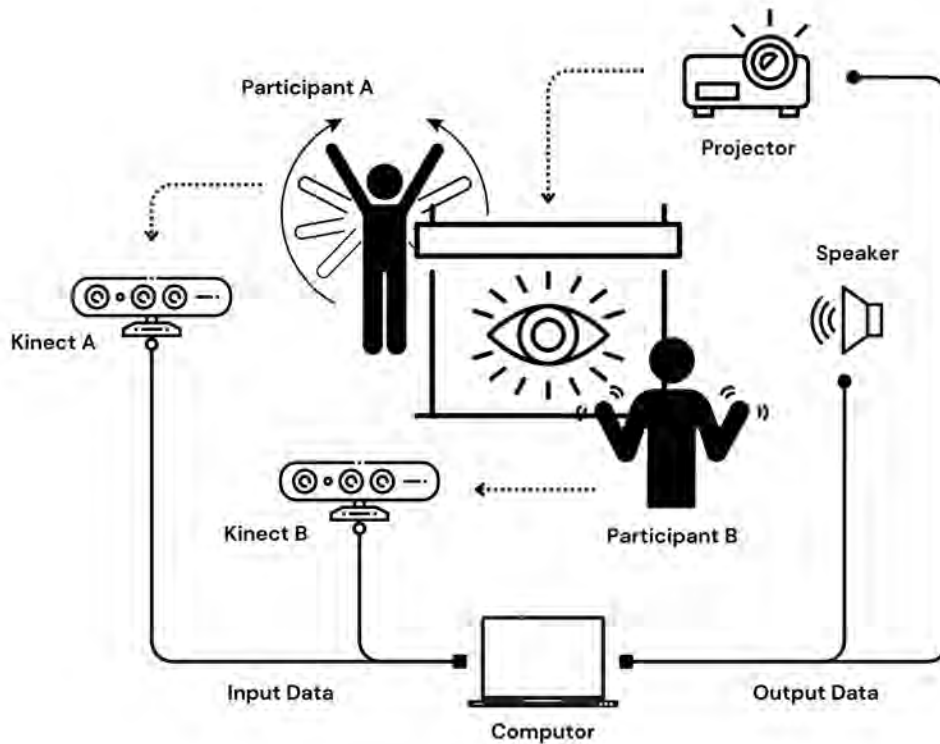 Participant A
Projector
Speaker
Kinect A
Kinect B
Participant B
Input Data
Output Data
Computor